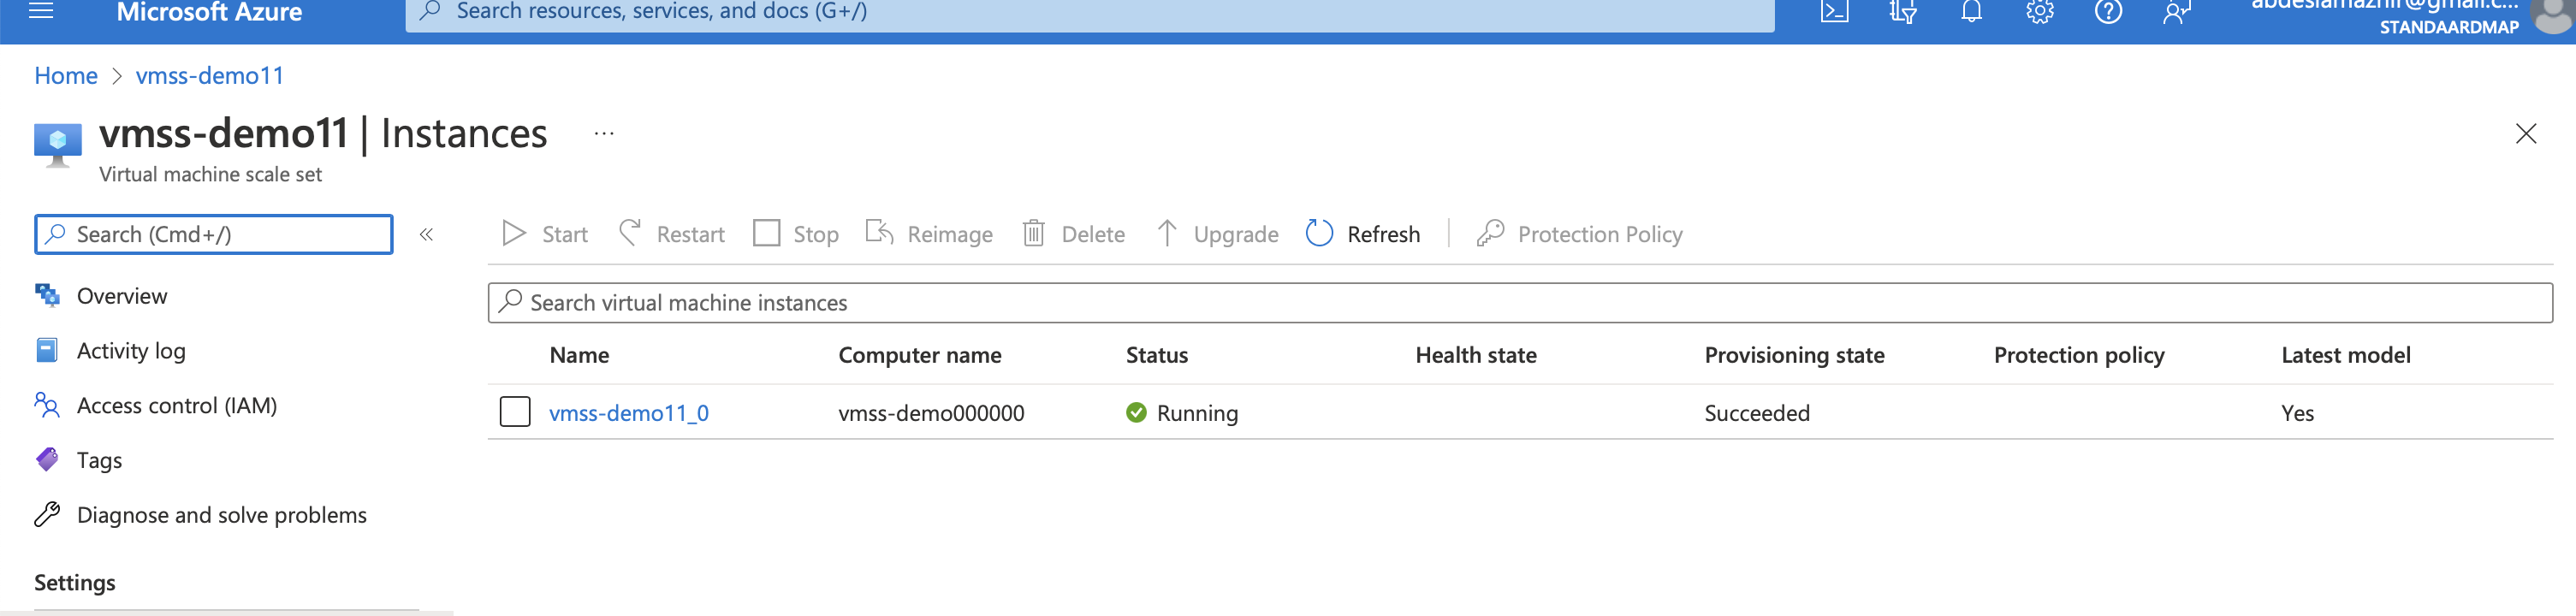 Microsoft Azure
Search resources, services, and docs (G+/)
STANDAARDMAP
Home > vmss-demo11
vmss-demo11 | Instances ...
Virtual machine scale set
Search (Cmd+/)
«
Start Restart Stop Reimage Delete Upgrade Refresh Protection Policy
Overview
Activity log
Access control (IAM)
Tags
Diagnose and solve problems
Settings
Search virtual machine instances
Name Computer name Status Health state Provisioning state Protection policy Latest model
vmss-demo11_0 vmss-demo000000 Running Succeeded Yes